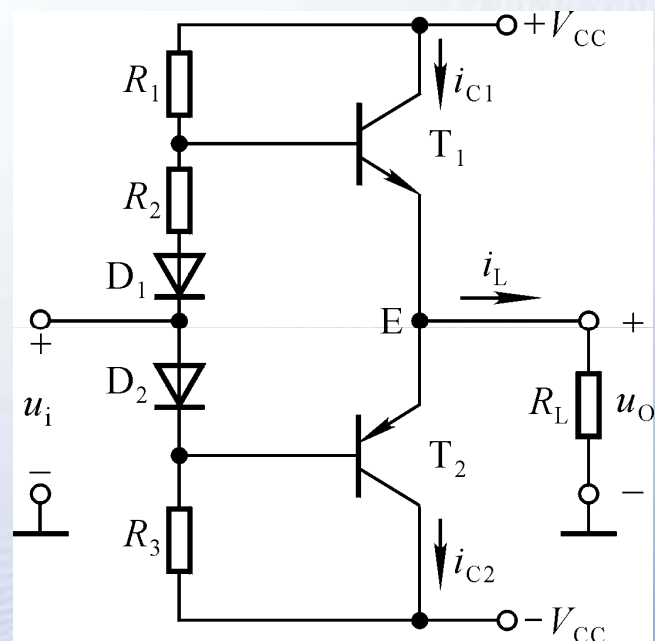 +V_CC
R_1
i_C1
T_1
R_2
D_1
i_L
E
+
+
D_2
u_i
R_L
u_O
T_2
−
−
R_3
i_C2
−V_CC